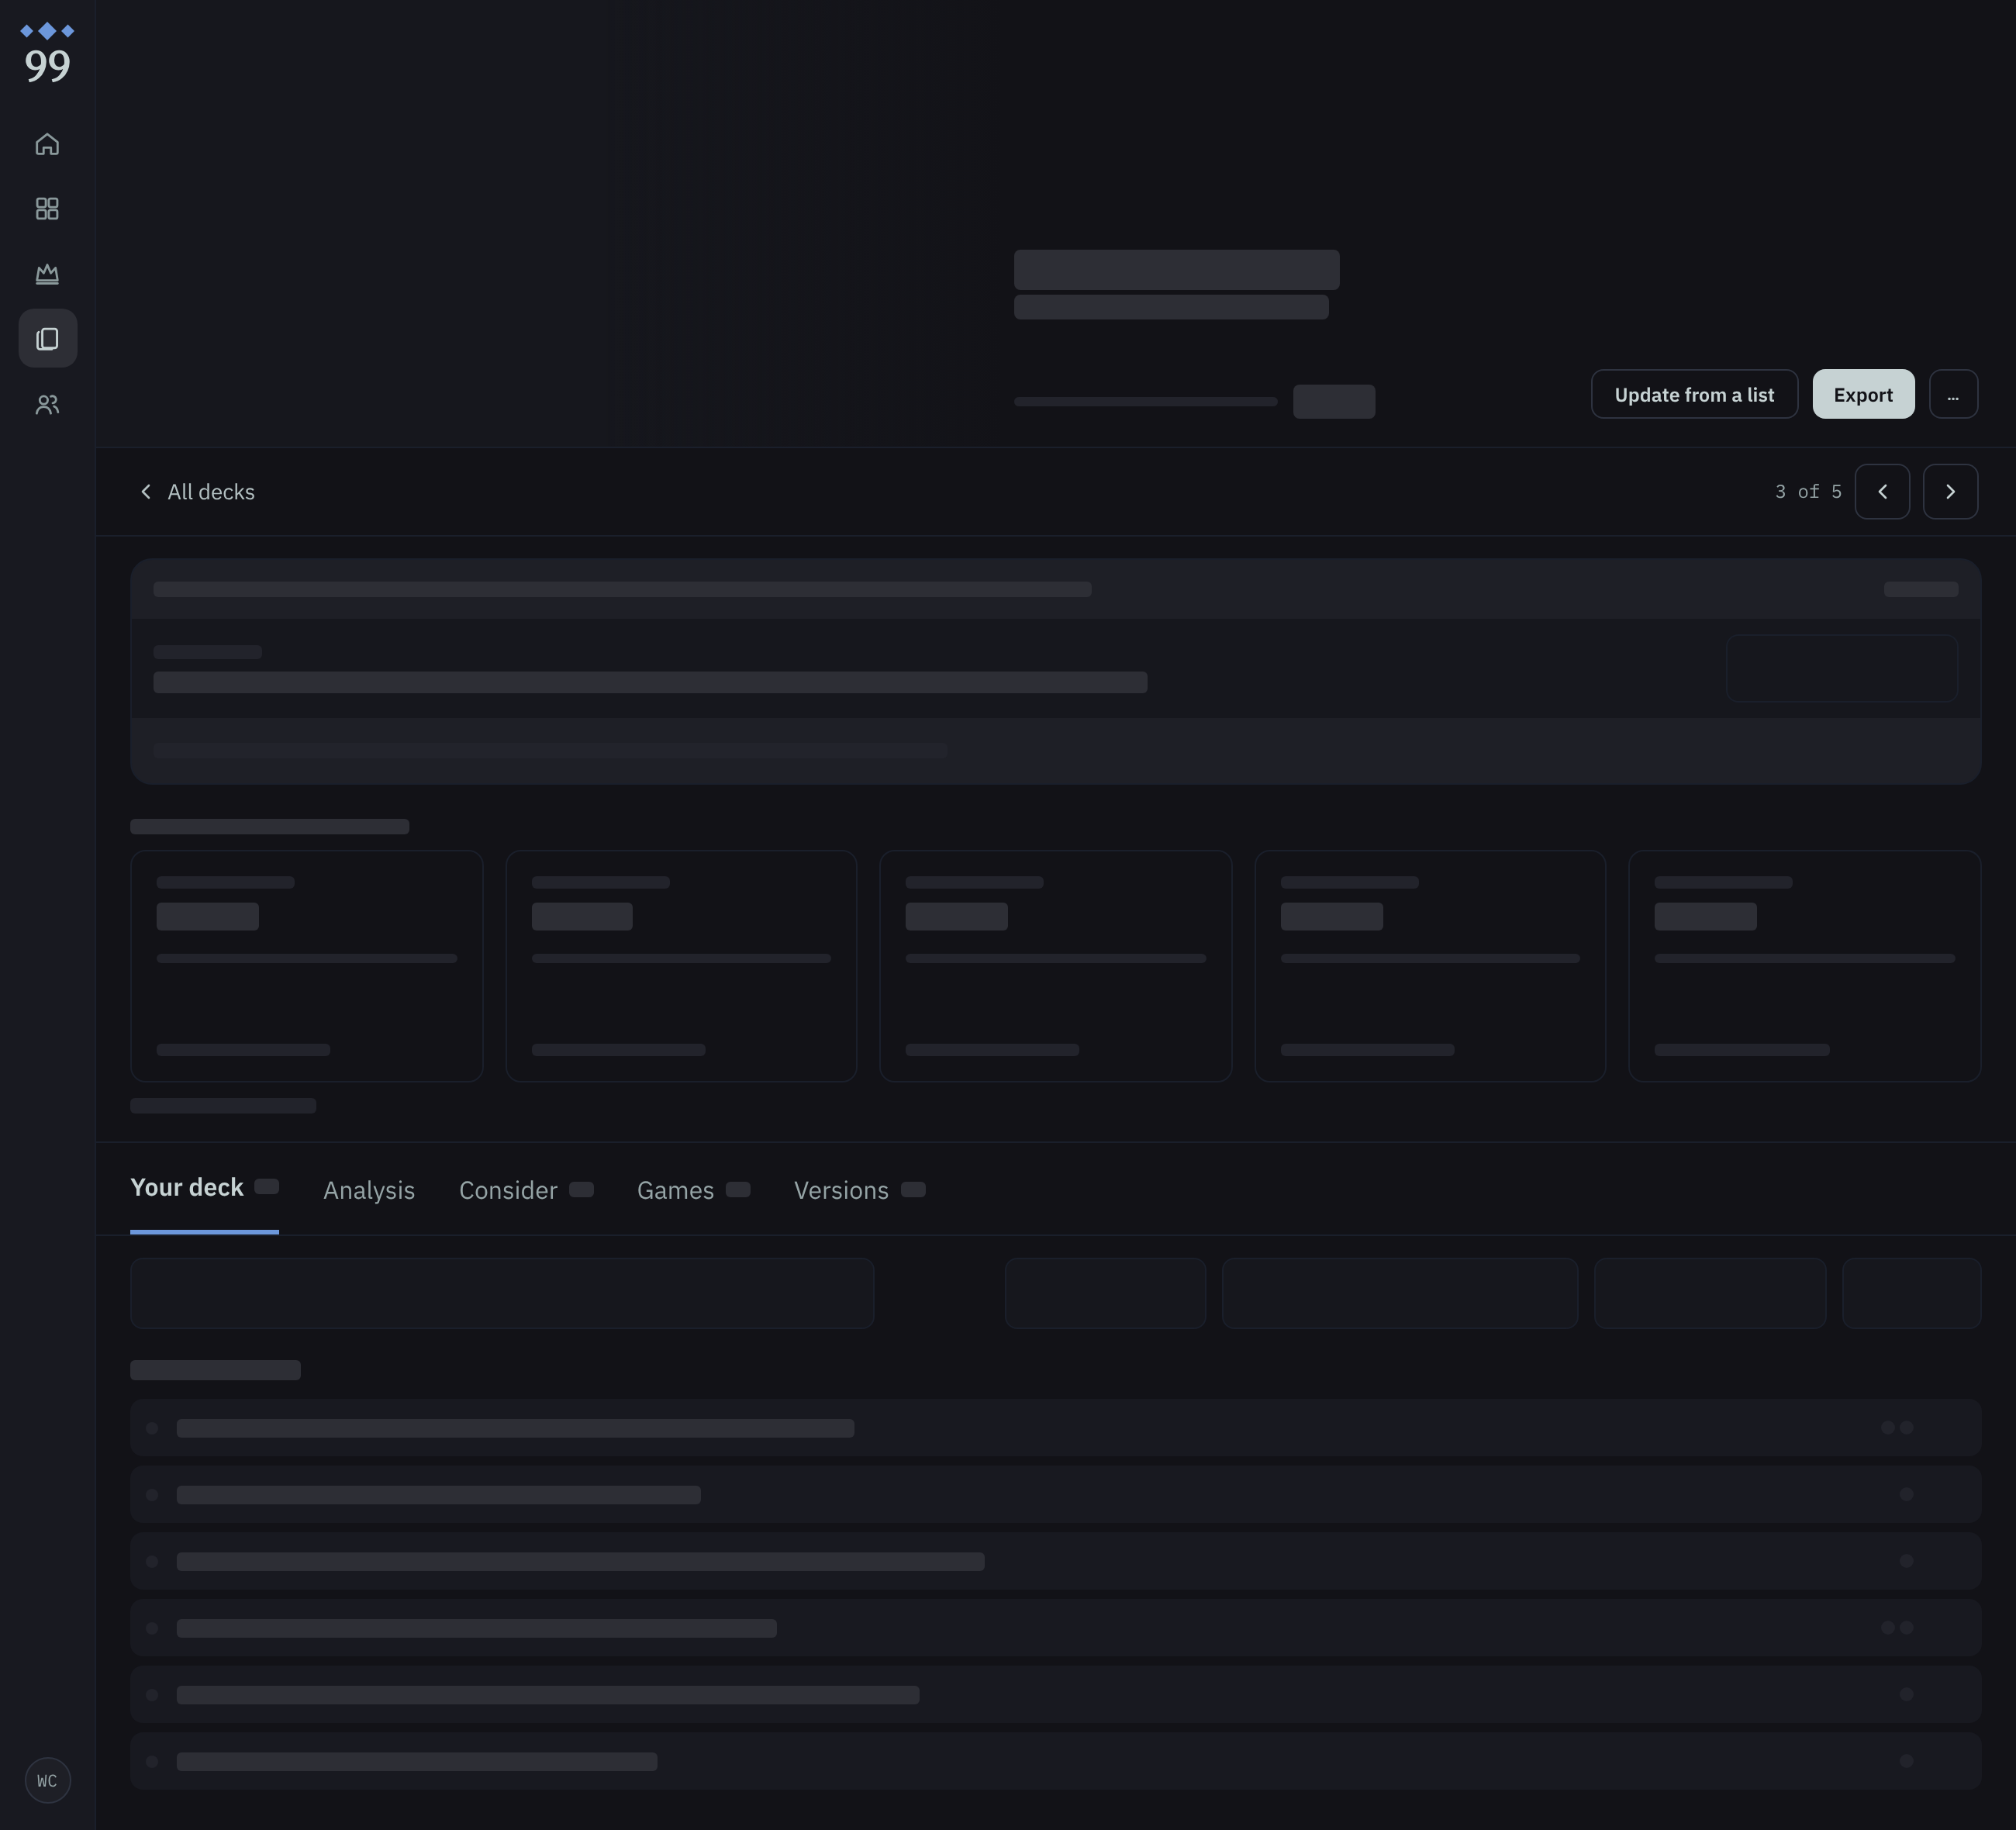 99
Update from a list
Export
...
All decks
3 of 5
Your deck
Analysis
Consider
Games
Versions
WC